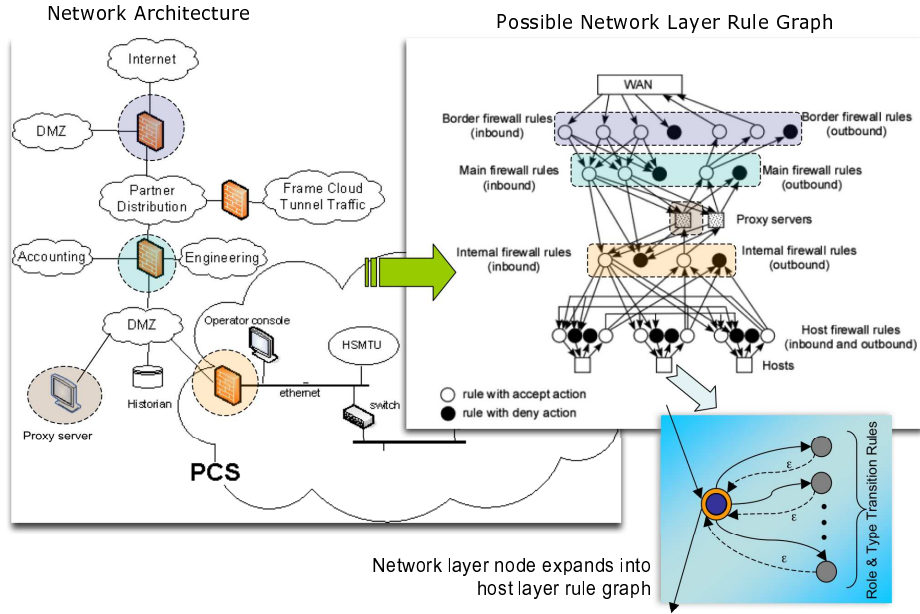 Network Architecture
Possible Network Layer Rule Graph
Internet
DMZ
Partner
Distribution
Frame Cloud
Tunnel Traffic
Accounting
Engineering
DMZ
Operator console
HSMTU
Historian
ethernet
switch
Proxy server
PCS
WAN
Border firewall rules
(inbound)
Border firewall rules
(outbound)
Main firewall rules
(inbound)
Main firewall rules
(outbound)
Proxy servers
Internal firewall rules
(inbound)
Internal firewall rules
(outbound)
Host firewall rules
(inbound and outbound)
Hosts
rule with accept action
rule with deny action
ε
ε
ε
Role & Type Transition Rules
Network layer node expands into
host layer rule graph